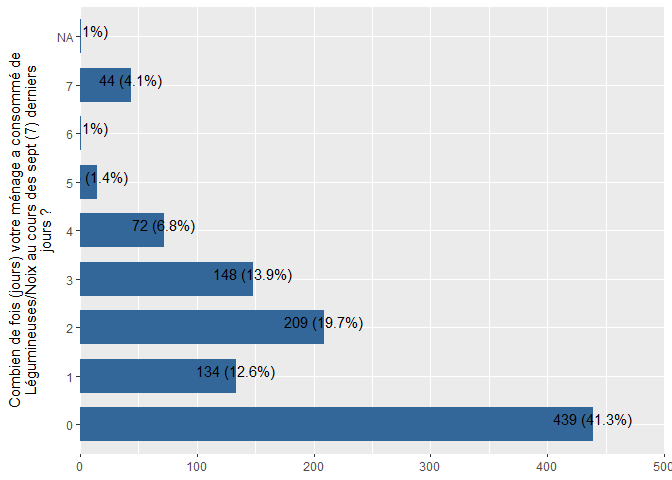 Combien de fois (jours) votre ménage a consommé de
Légumineuses/Noix au cours des sept (7) derniers
jours ?
NA 1%)
7 44 (4.1%)
6 1%)
5 (1.4%)
4 72 (6.8%)
3 148 (13.9%)
2 209 (19.7%)
1 134 (12.6%)
0 439 (41.3%)
0 100 200 300 400 500